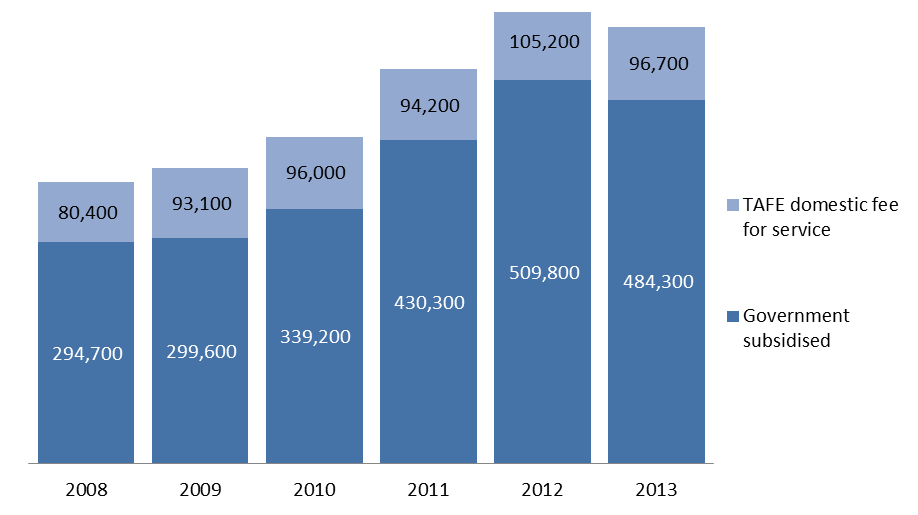 105,200
96,700
94,200
96,000
93,100
80,400
TAFE domestic fee
for service
509,800
484,300
430,300
339,200
299,600
294,700
Government
subsidised
2008 2009 2010 2011 2012 2013